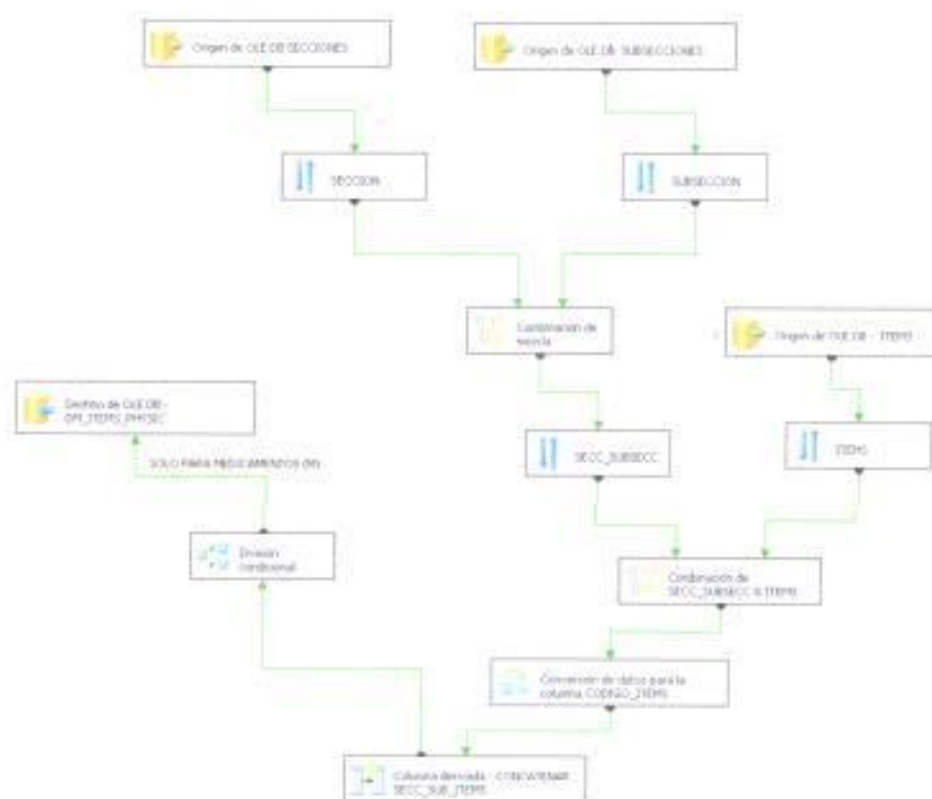 Origen de OLE DB SECCIONES
Origen de OLE DB SUBSECCIONES
SECCION
SUBSECCION
Combinación de
mezcla
Origen de OLE DB - ITEMS
Destino de OLE DB -
DM_ITEMS_PHISEC
SECC_SUBSECC
ITEMS
SOLO PARA MEDICAMENTOS (M)
División
condicional
Combinación de
SECC_SUBSECC & ITEMS
Conversión de datos para la
columna CODIGO_ITEMS
Columna derivada - CONCATENAR
SECC_SUB_ITEMS